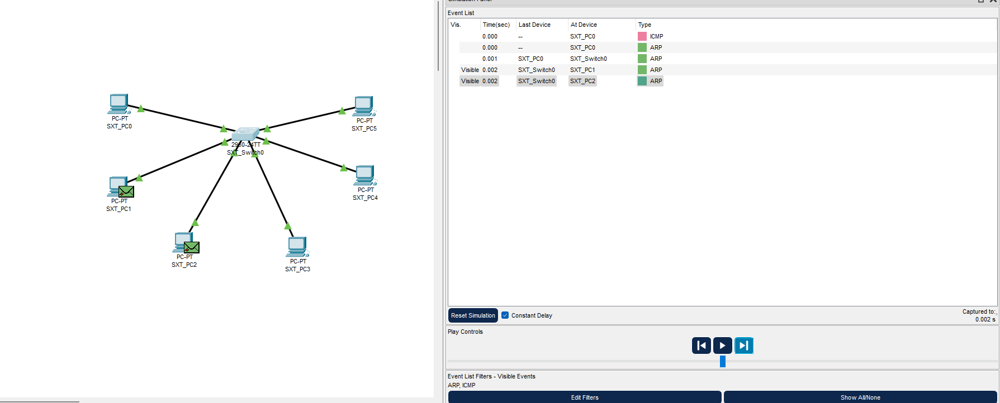 Simulation Panel
Event List
Vis. Time(sec) Last Device At Device Type
0.000 -- SXT_PC0 ICMP
0.000 -- SXT_PC0 ARP
0.001 SXT_PC0 SXT_Switch0 ARP
Visible 0.002 SXT_Switch0 SXT_PC1 ARP
Visible 0.002 SXT_Switch0 SXT_PC2 ARP
PC-PT
SXT_PC0
PC-PT
SXT_PC5
2960-24TT
SXT_Switch0
PC-PT
SXT_PC1
PC-PT
SXT_PC4
PC-PT
SXT_PC2
PC-PT
SXT_PC3
Reset Simulation Constant Delay
Captured to:
0.002 s
Play Controls
Event List Filters - Visible Events
ARP, ICMP
Edit Filters Show All/None